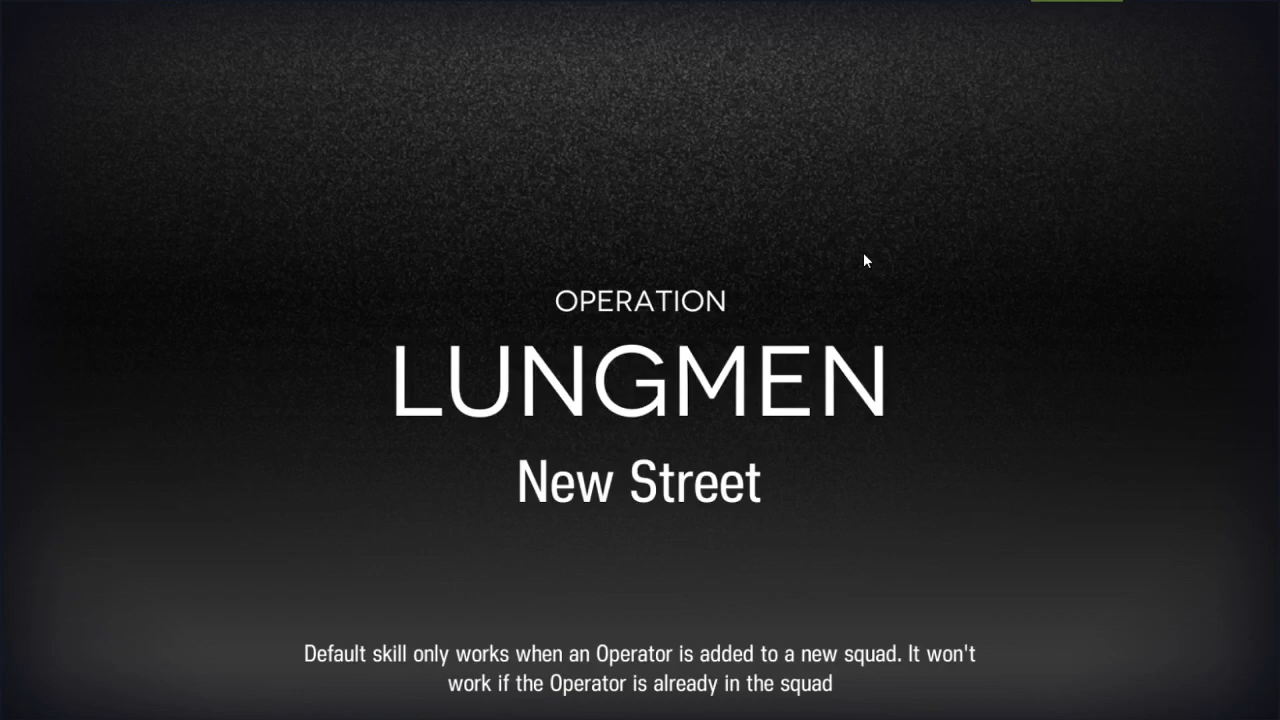 OPERATION
LUNGMEN
New Street
Default skill only works when an Operator is added to a new squad. It won't
work if the Operator is already in the squad